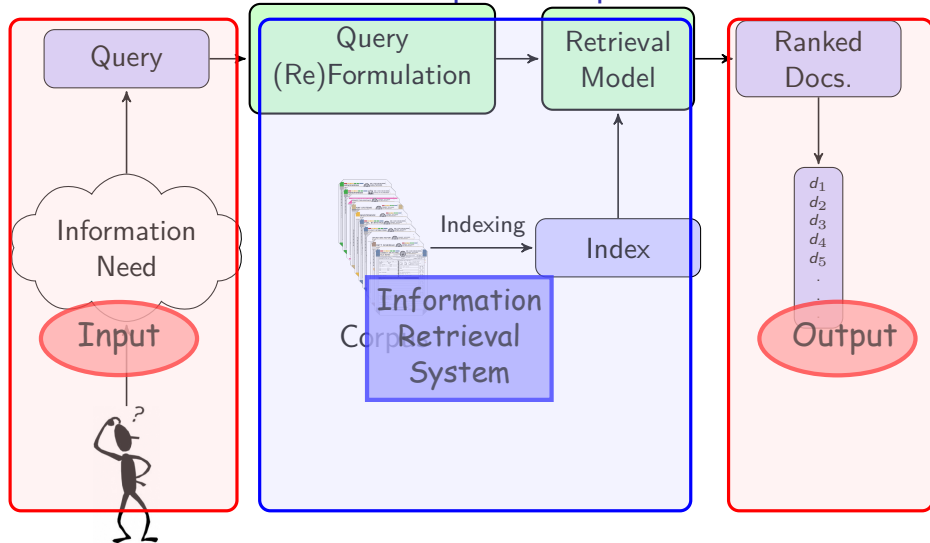 Query
Query
(Re)Formulation
Retrieval
Model
Ranked
Docs.
Information
Need
Indexing
Index
d1
d2
d3
d4
d5
.
.
.
Input
Information
Retrieval
System
Output
?